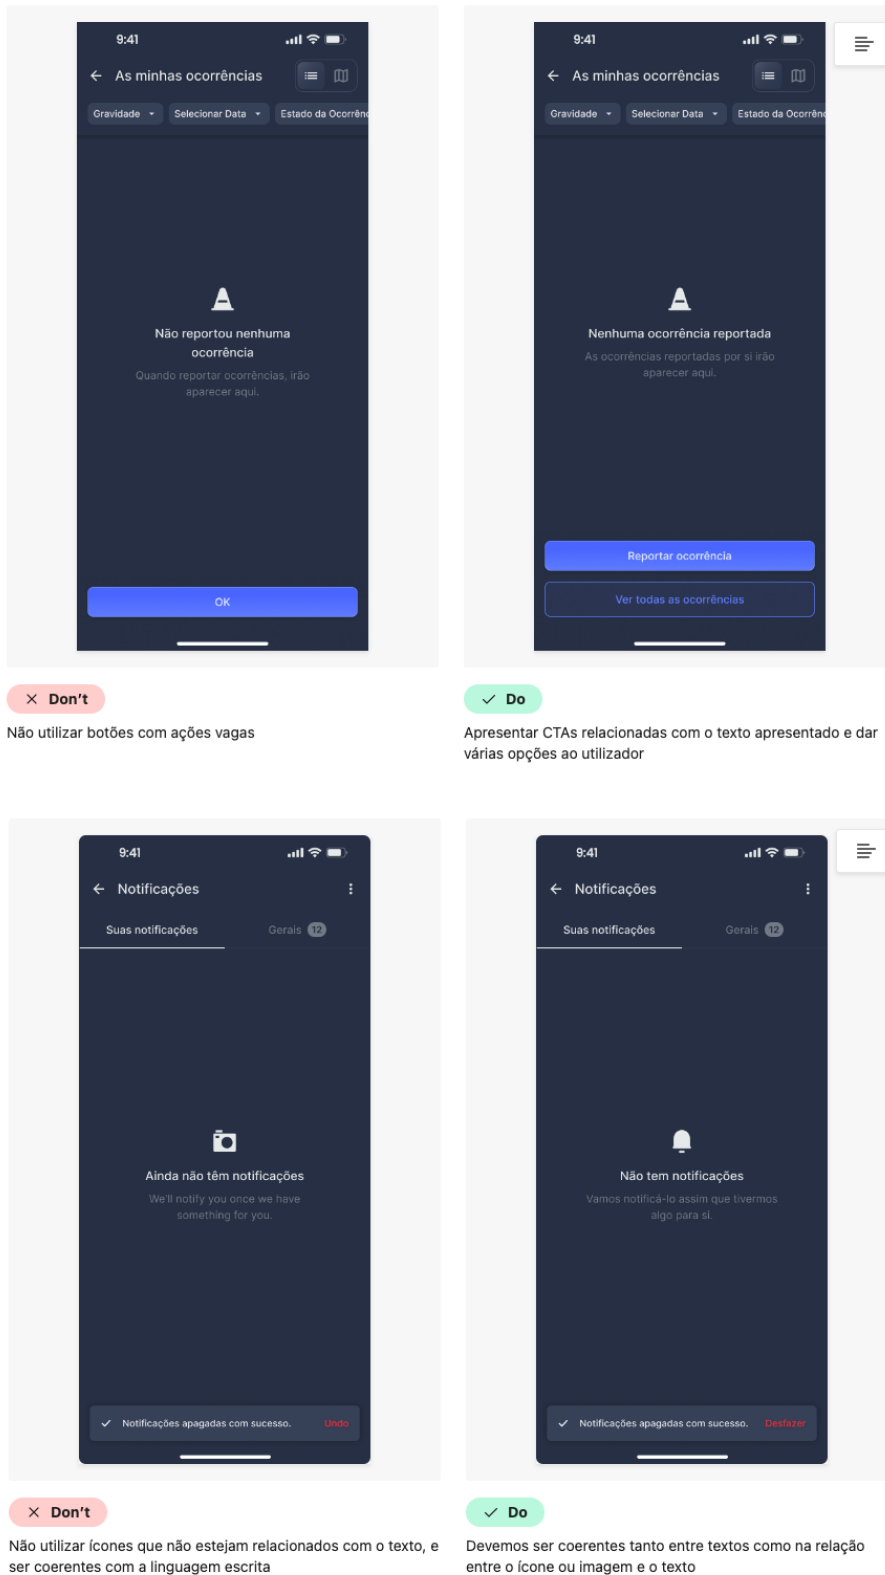 9:41
As minhas ocorrências
Gravidade
Selecionar Data
Estado da Ocorrênc
Não reportou nenhuma
ocorrência
Quando reportar ocorrências, irão
aparecer aqui.
OK
Don't
Não utilizar botões com ações vagas
9:41
As minhas ocorrências
Gravidade
Selecionar Data
Estado da Ocorrênc
Nenhuma ocorrência reportada
As ocorrências reportadas por si irão
aparecer aqui.
Reportar ocorrência
Ver todas as ocorrências
Do
Apresentar CTAs relacionadas com o texto apresentado e dar
várias opções ao utilizador
9:41
Notificações
Suas notificações
Gerais 12
Ainda não têm notificações
We'll notify you once we have
something for you.
Notificações apagadas com sucesso. Undo
Don't
Não utilizar ícones que não estejam relacionados com o texto, e
ser coerentes com a linguagem escrita
9:41
Notificações
Suas notificações
Gerais 12
Não tem notificações
Vamos notificá-lo assim que tivermos
algo para si.
Notificações apagadas com sucesso. Desfazer
Do
Devemos ser coerentes tanto entre textos como na relação
entre o ícone ou imagem e o texto